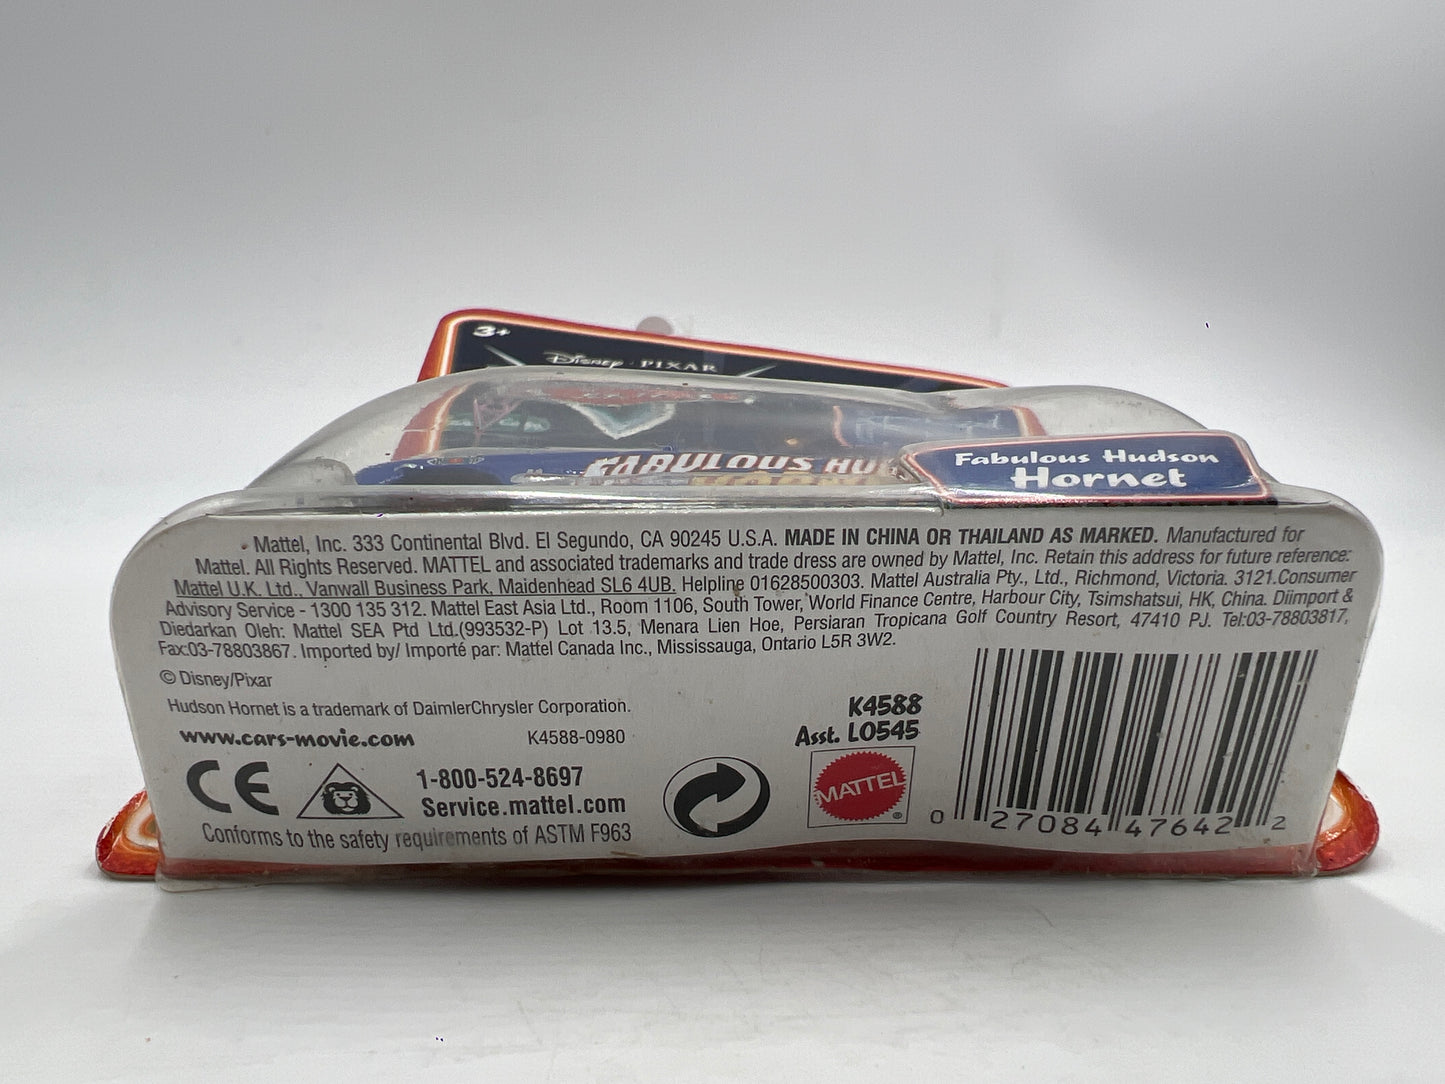 3+
Disney · PIXAR
FABULOUS HUD
Fabulous Hudson
Hornet
Mattel, Inc. 333 Continental Blvd. El Segundo, CA 90245 U.S.A. MADE IN CHINA OR THAILAND AS MARKED. Manufactured for
Mattel. All Rights Reserved. MATTEL and associated trademarks and trade dress are owned by Mattel, Inc. Retain this address for future reference:
Mattel U.K. Ltd., Vanwall Business Park, Maidenhead SL6 4UB. Helpline 01628500303. Mattel Australia Pty., Ltd., Richmond, Victoria. 3121.Consumer
Advisory Service - 1300 135 312. Mattel East Asia Ltd., Room 1106, South Tower, World Finance Centre, Harbour City, Tsimshatsui, HK, China. Diimport &
Diedarkan Oleh: Mattel SEA Ptd Ltd.(993532-P) Lot 13.5, Menara Lien Hoe, Persiaran Tropicana Golf Country Resort, 47410 PJ. Tel:03-78803817,
Fax:03-78803867. Imported by/ Importé par: Mattel Canada Inc., Mississauga, Ontario L5R 3W2.
© Disney/Pixar
Hudson Hornet is a trademark of DaimlerChrysler Corporation.
www.cars-movie.com K4588-0980
K4588
Asst. L0545
CE
1-800-524-8697
Service.mattel.com
Conforms to the safety requirements of ASTM F963
MATTEL ®
0 27084 47642 2